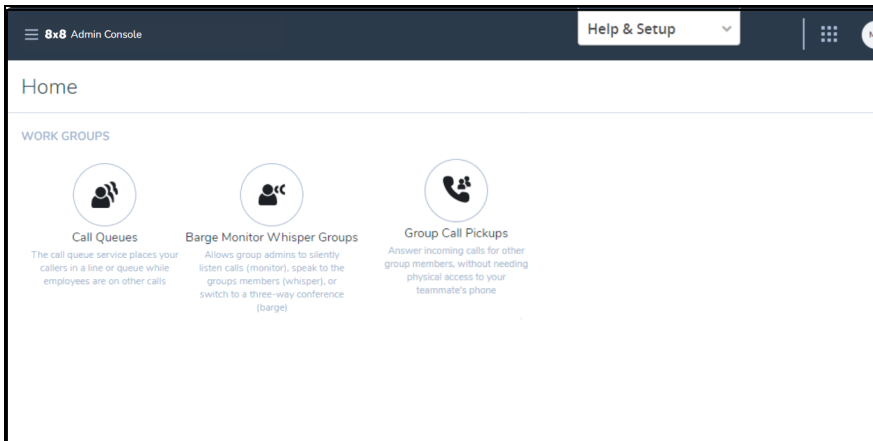 8x8 Admin Console
Help & Setup
Home
WORK GROUPS
Call Queues
The call queue service places your
callers in a line or queue while
employees are on other calls
Barge Monitor Whisper Groups
Allows group admins to silently
listen calls (monitor), speak to the
groups members (whisper), or
switch to a three-way conference
(barge)
Group Call Pickups
Answer incoming calls for other
group members, without needing
physical access to your
teammate's phone